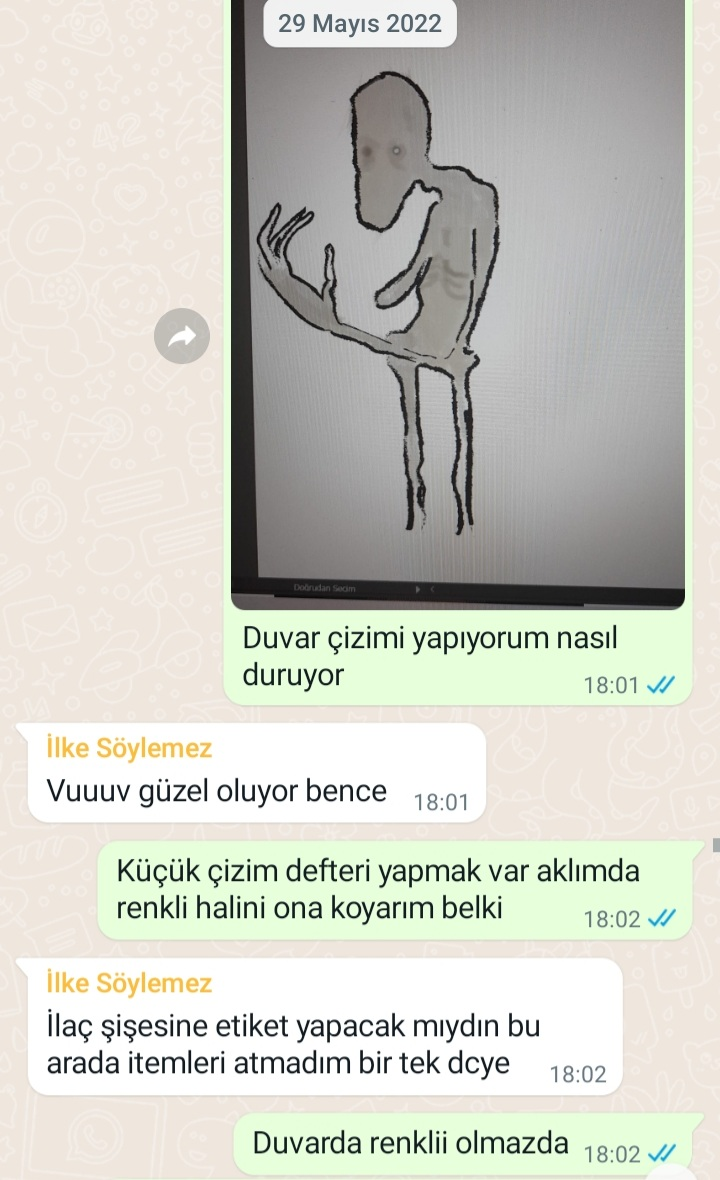 29 Mayıs 2022
Doğrudan Seçim
Duvar çizimi yapıyorum nasıl
duruyor
18:01
İlke Söylemez
Vuuuv güzel oluyor bence
18:01
Küçük çizim defteri yapmak var aklımda
renkli halini ona koyarım belki
18:02
İlke Söylemez
İlaç şişesine etiket yapacak mıydın bu
arada itemleri atmadım bir tek dcye
18:02
Duvarda renklii olmazda
18:02